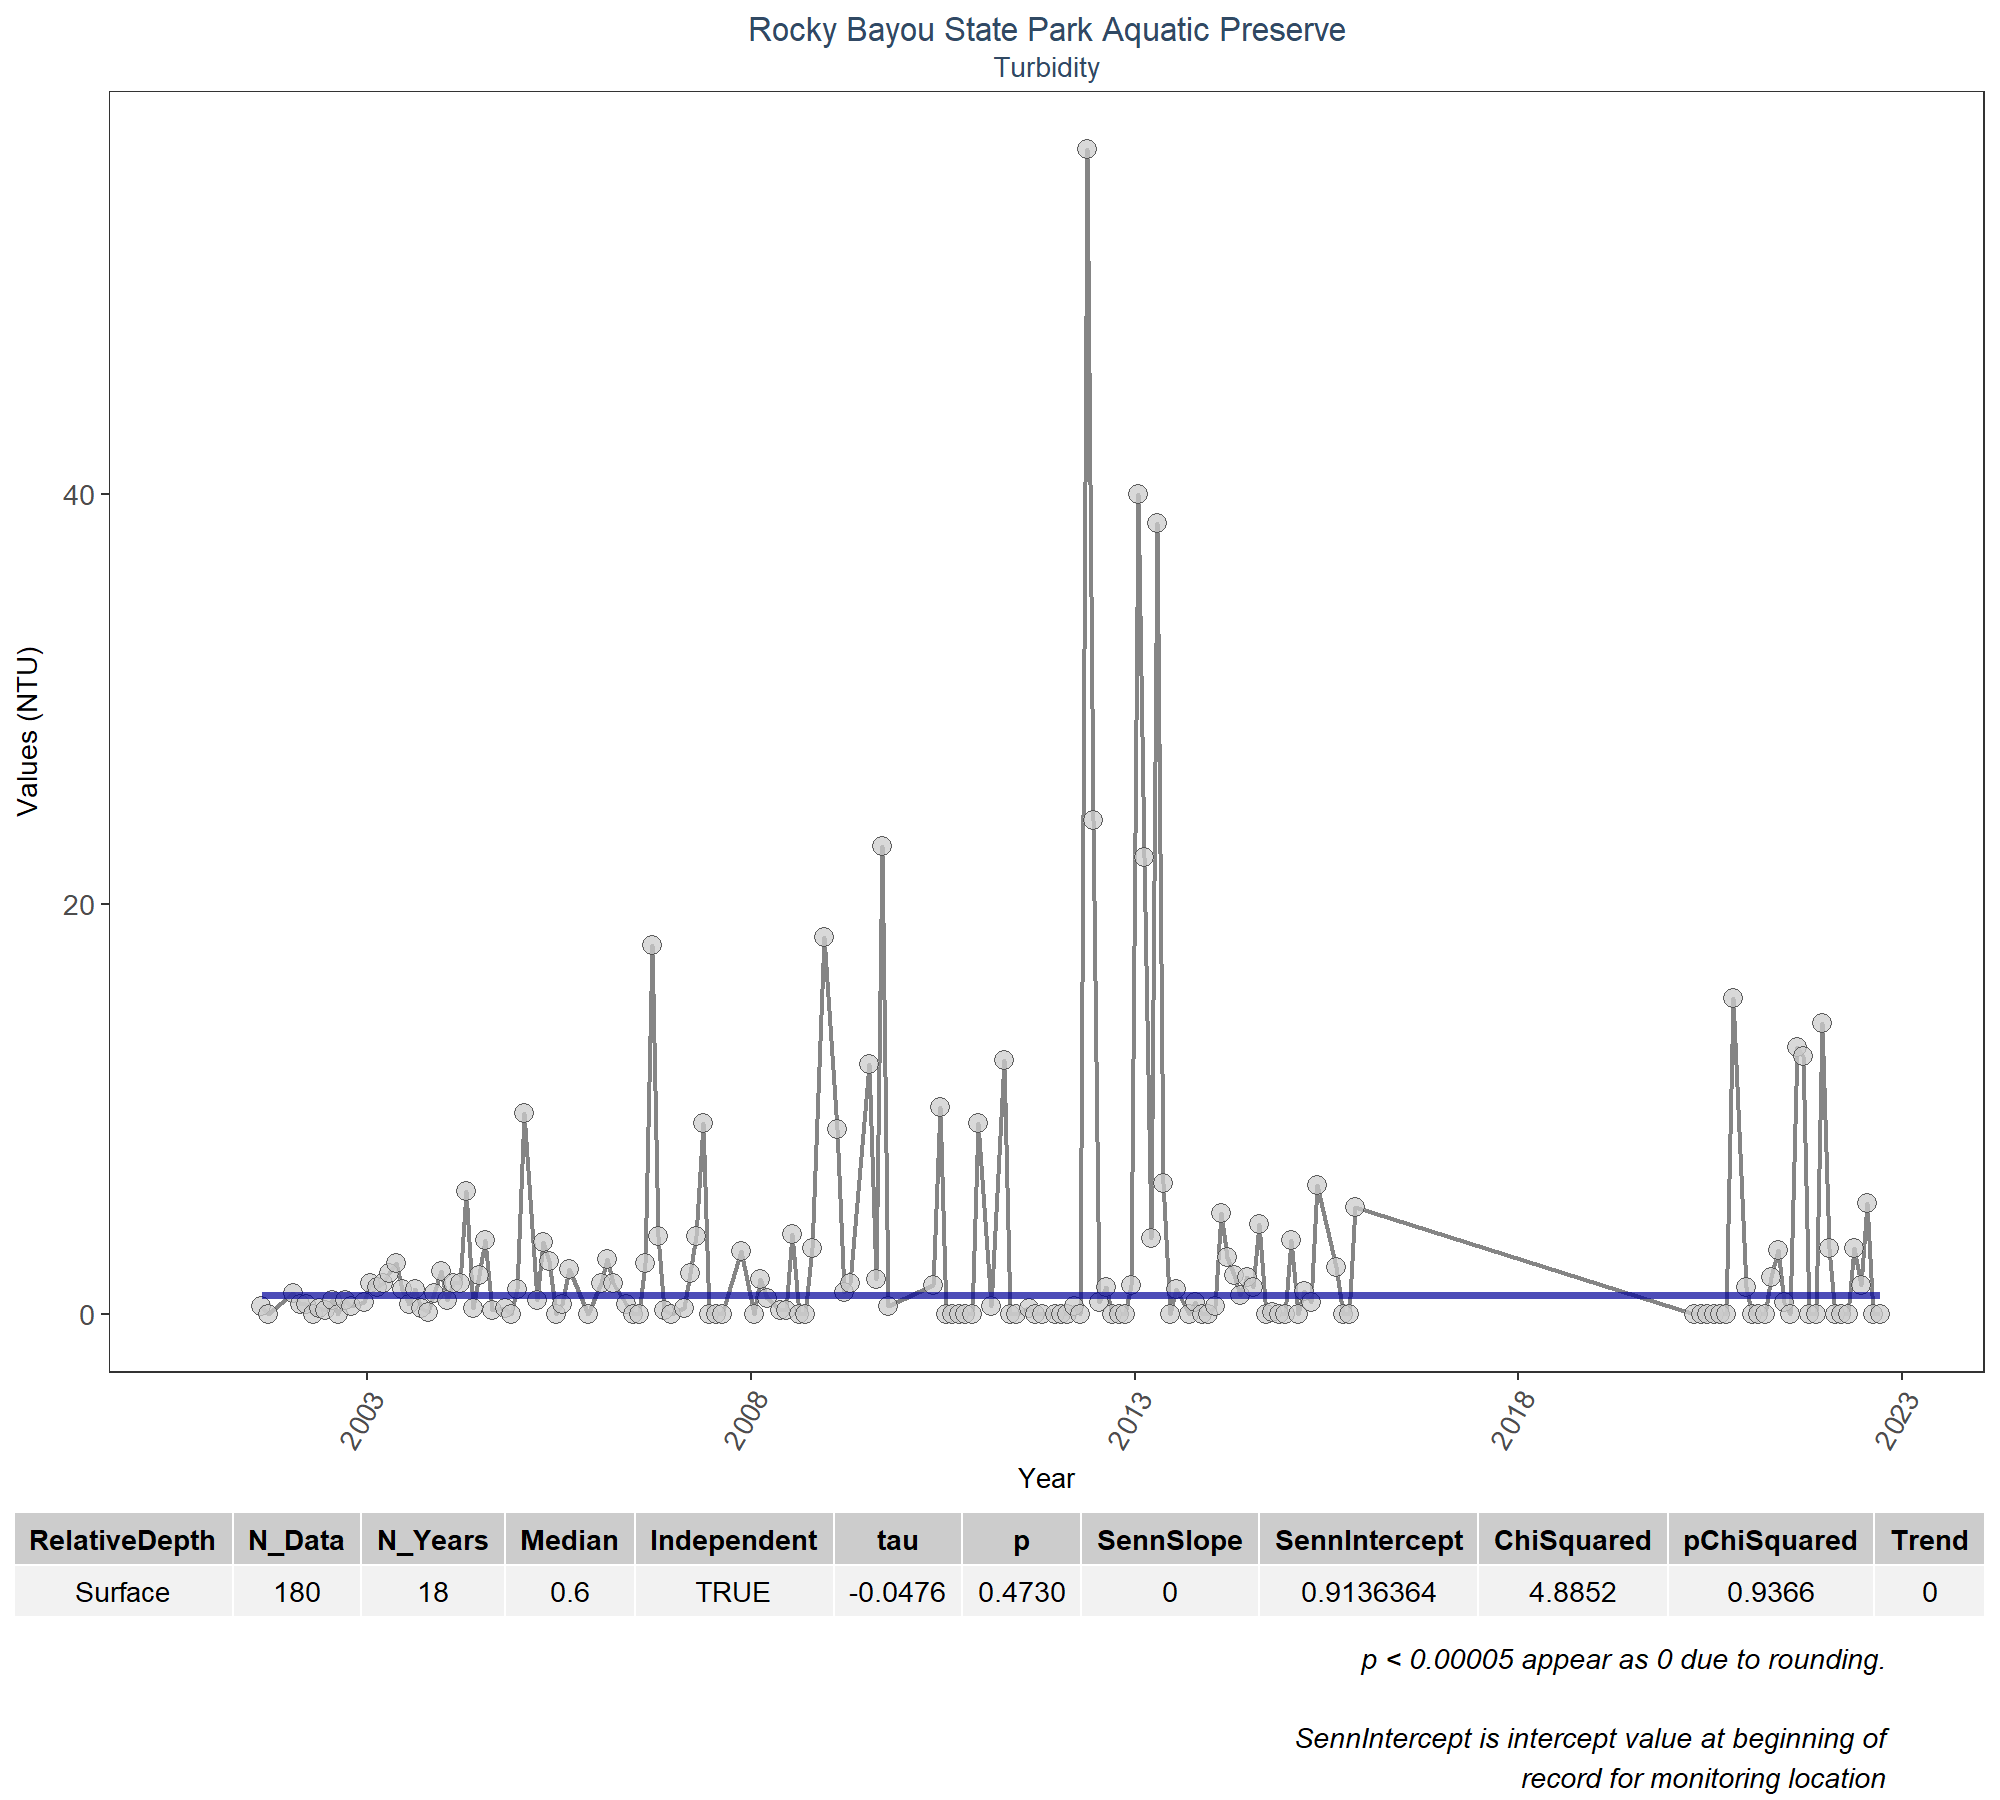 Rocky Bayou State Park Aquatic Preserve
Turbidity
Values (NTU)
40
20
0
2003 2008 2013 2018 2023
Year
RelativeDepth N_Data N_Years Median Independent tau p SennSlope SennIntercept ChiSquared pChiSquared Trend
Surface 180 18 0.6 TRUE -0.0476 0.4730 0 0.9136364 4.8852 0.9366 0
p < 0.00005 appear as 0 due to rounding.
SennIntercept is intercept value at beginning of
record for monitoring location